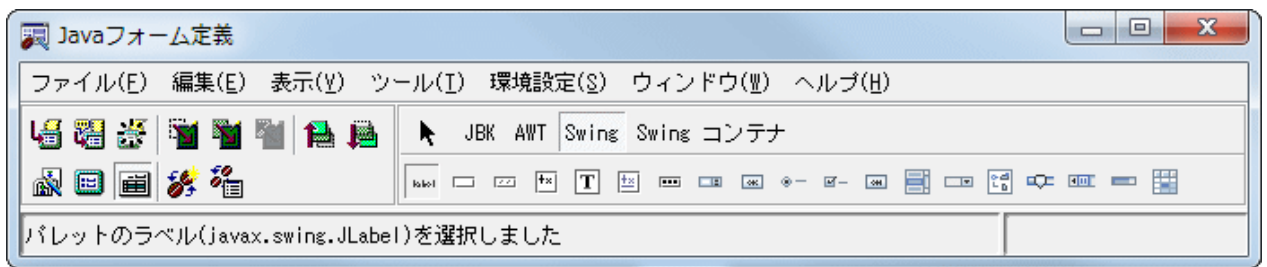 Javaフォーム定義
ファイル(F) 編集(E) 表示(V) ツール(T) 環境設定(S) ウィンドウ(W) ヘルプ(H)
JBK AWT Swing Swing コンテナ
label
パレットのラベル(javax.swing.JLabel)を選択しました